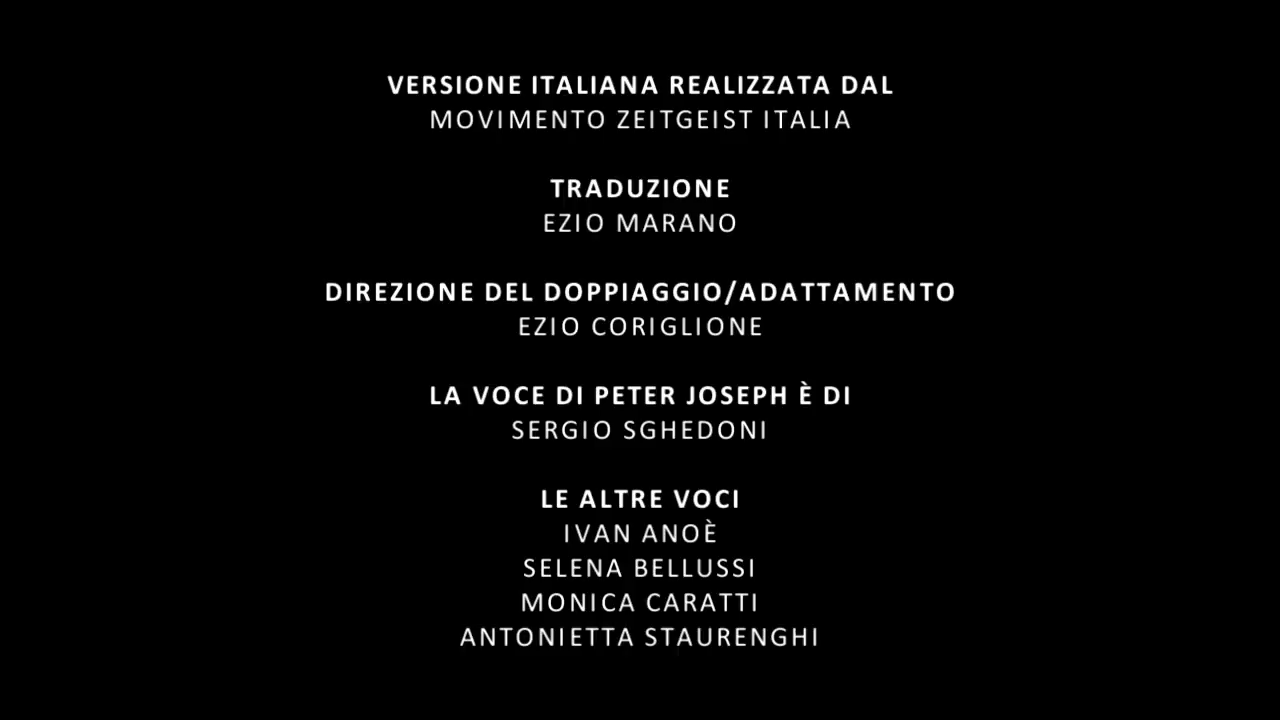 VERSIONE ITALIANA REALIZZATA DAL
MOVIMENTO ZEITGEIST ITALIA
TRADUZIONE
EZIO MARANO
DIREZIONE DEL DOPPIAGGIO/ADATTAMENTO
EZIO CORIGLIONE
LA VOCE DI PETER JOSEPH È DI
SERGIO SGHEDONI
LE ALTRE VOCI
IVAN ANOÈ
SELENA BELLUSSI
MONICA CARATTI
ANTONIETTA STAURENGHI